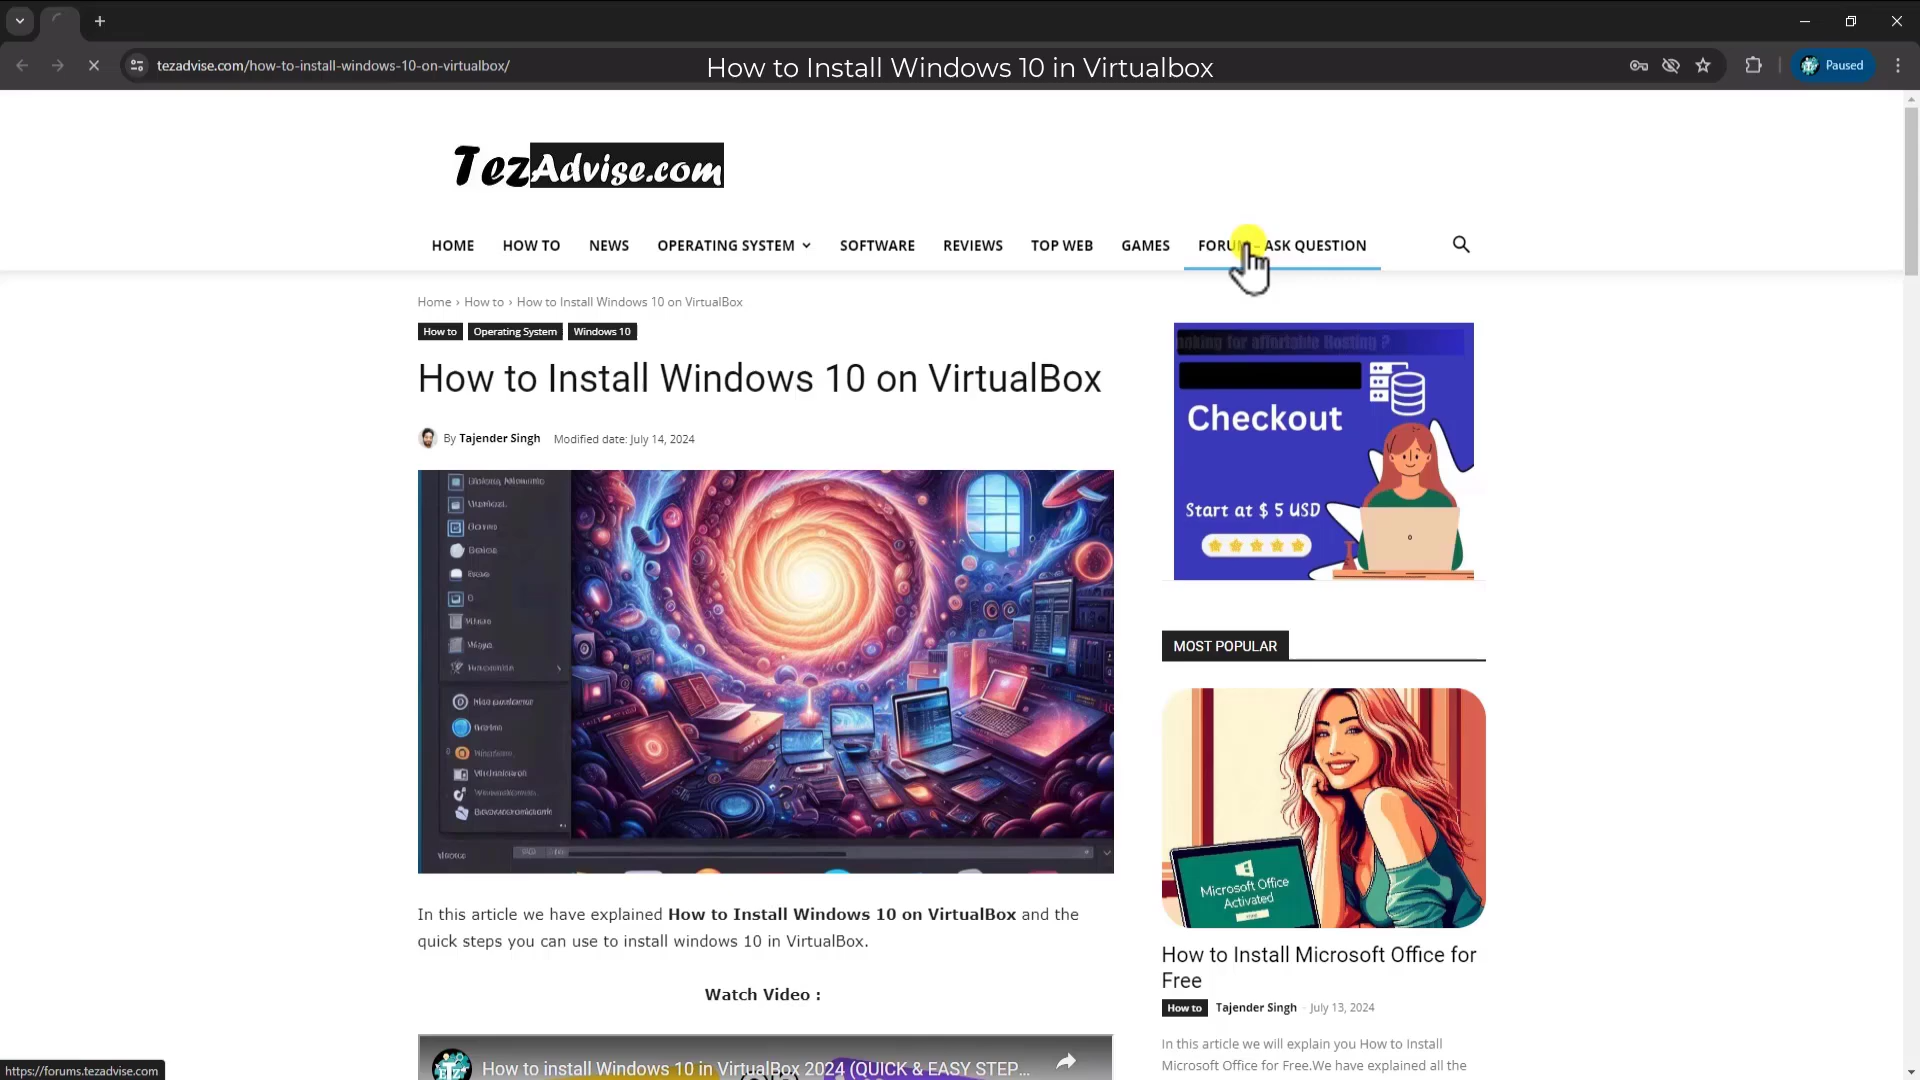 tezadvise.com/how-to-install-windows-10-on-virtualbox/
How to Install Windows 10 in Virtualbox
Paused
TezAdvise.com
HOME
HOW TO
NEWS
OPERATING SYSTEM
SOFTWARE
REVIEWS
TOP WEB
GAMES
FORUM - ASK QUESTION
Home › How to › How to Install Windows 10 on VirtualBox
How to
Operating System
Windows 10
How to Install Windows 10 on VirtualBox
By Tajender Singh
Modified date: July 14, 2024
for Hosting ?
Checkout
Start at $ 5 USD
In this article we have explained How to Install Windows 10 on VirtualBox and the
quick steps you can use to install windows 10 in VirtualBox.
Watch Video :
How to install Windows 10 in VirtualBox 2024 (QUICK & EASY STEP...
MOST POPULAR
Microsoft Office
Activated
How to Install Microsoft Office for
Free
How to
Tajender Singh - July 13, 2024
In this article we will explain you How to Install
Microsoft Office for Free.We have explained all the
https://forums.tezadvise.com